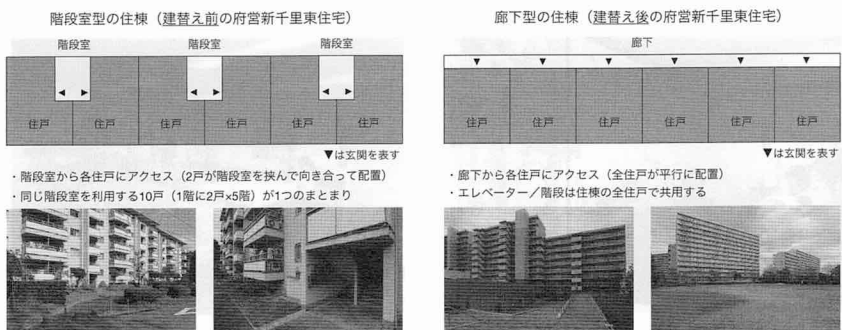 階段室型の住棟（建替え前の府営新千里東住宅）
階段室 階段室 階段室
住戸 住戸 住戸 住戸 住戸 住戸
▼は玄関を表す
・階段室から各住戸にアクセス（2戸が階段室を挟んで向き合って配置）
・同じ階段室を利用する10戸（1階に2戸×5階）が1つのまとまり
廊下型の住棟（建替え後の府営新千里東住宅）
廊下
住戸 住戸 住戸 住戸 住戸 住戸
▼は玄関を表す
・廊下から各住戸にアクセス（全住戸が平行に配置）
・エレベーター／階段は住棟の全住戸で共用する